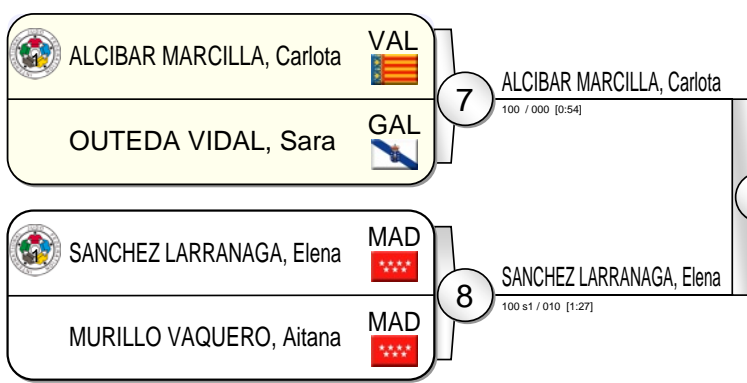 ALCIBAR MARCILLA, Carlota VAL
OUTEDA VIDAL, Sara GAL
7
ALCIBAR MARCILLA, Carlota
100 / 000 [0:54]
SANCHEZ LARRANAGA, Elena MAD
MURILLO VAQUERO, Aitana MAD
8
SANCHEZ LARRANAGA, Elena
100 s1 / 010 [1:27]